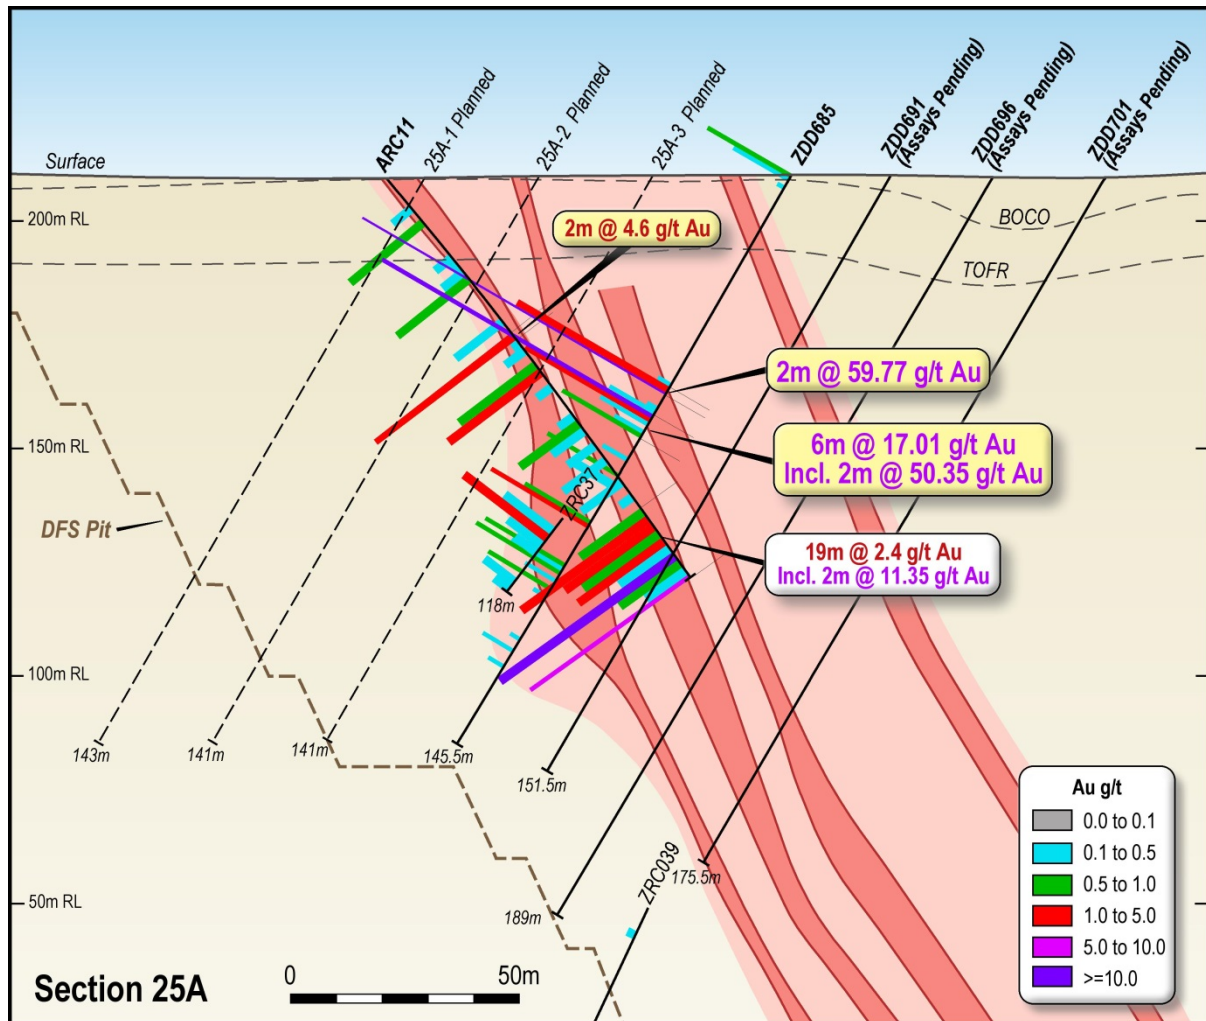 ARC11
25A-1 Planned
25A-2 Planned
25A-3 Planned
ZDD685
ZDD691
(Assays Pending)
ZDD696
(Assays Pending)
ZDD701
(Assays Pending)
Surface
200m RL
BOCO
TOFR
2m @ 4.6 g/t Au
2m @ 59.77 g/t Au
6m @ 17.01 g/t Au
Incl. 2m @ 50.35 g/t Au
150m RL
ZRC37
DFS Pit
19m @ 2.4 g/t Au
Incl. 2m @ 11.35 g/t Au
118m
100m RL
143m
141m
141m
145.5m
151.5m
175.5m
189m
ZRC039
50m RL
Au g/t
0.0 to 0.1
0.1 to 0.5
0.5 to 1.0
1.0 to 5.0
5.0 to 10.0
>=10.0
Section 25A
0 50m